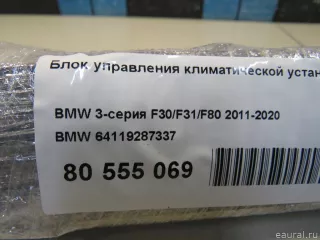 Блок управления климатической устан
BMW 3-серия F30/F31/F80 2011-2020
BMW 64119287337
80 555 069
© eaural.ru